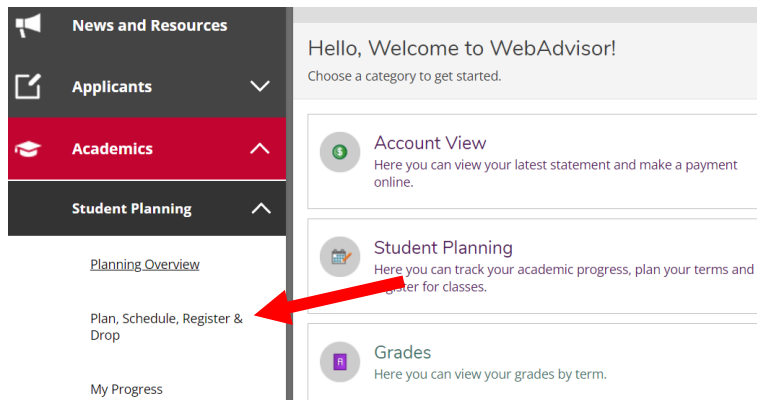 News and Resources
Applicants
Academics
Student Planning
Planning Overview
Plan, Schedule, Register &
Drop
My Progress
Hello, Welcome to WebAdvisor!
Choose a category to get started.
Account View
Here you can view your latest statement and make a payment
online.
Student Planning
Here you can track your academic progress, plan your terms and
register for classes.
Grades
Here you can view your grades by term.